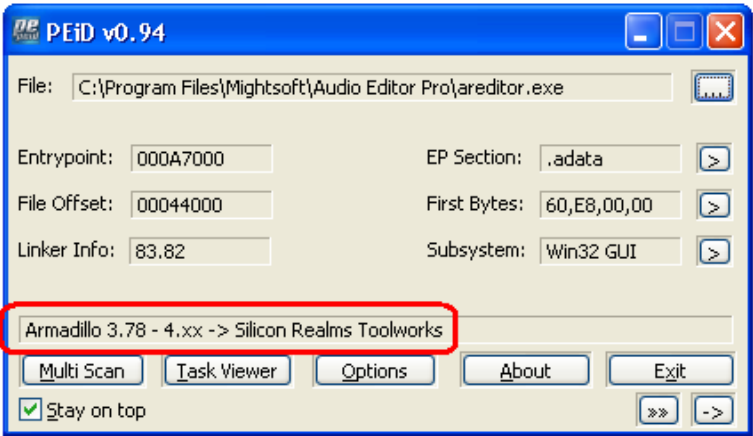 PEiD v0.94
File: C:\Program Files\Mightsoft\Audio Editor Pro\areditor.exe ...
Entrypoint: 000A7000 EP Section: .adata >
File Offset: 00044000 First Bytes: 60,E8,00,00 >
Linker Info: 83.82 Subsystem: Win32 GUI >
Armadillo 3.78 - 4.xx -> Silicon Realms Toolworks
Multi Scan Task Viewer Options About Exit
Stay on top »» ->